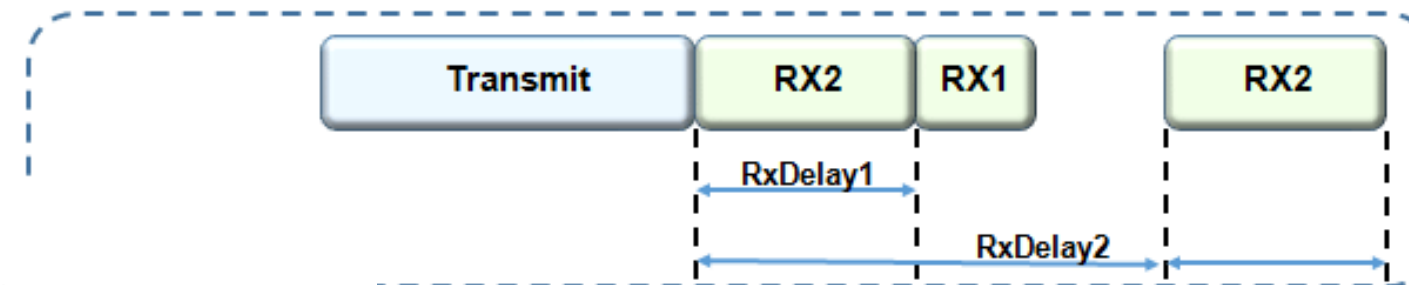 Transmit
RX2
RX1
RX2
RxDelay1
RxDelay2